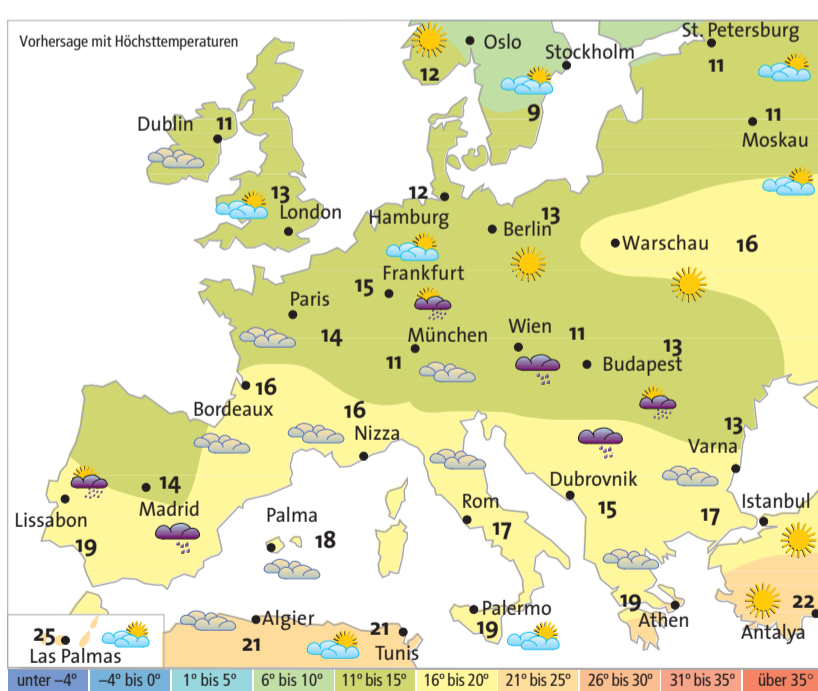 Vorhersage mit Höchsttemperaturen
Oslo
St. Petersburg
Stockholm
12
11
9
Dublin 11
11
Moskau
13
London
12
Hamburg
13
Berlin
Warschau 16
Frankfurt
15
Paris
14
München
11
Wien 11
13
Budapest
16
Bordeaux
16
Nizza
13
Varna
14
Madrid
Lissabon
19
Dubrovnik
15
Rom
17
17
Istanbul
Palma
18
Palermo
19
19
Athen
22
Antalya
Algier
21
21
Tunis
25
Las Palmas
unter –4° –4° bis 0° 1° bis 5° 6° bis 10° 11° bis 15° 16° bis 20° 21° bis 25° 26° bis 30° 31° bis 35° über 35°